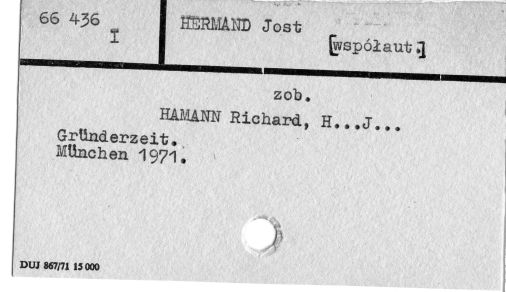 66 436
I
HERMAND Jost
[współaut.]
zob.
HAMANN Richard, H...J...
Gründerzeit.
München 1971.
DUJ 867/71 15 000